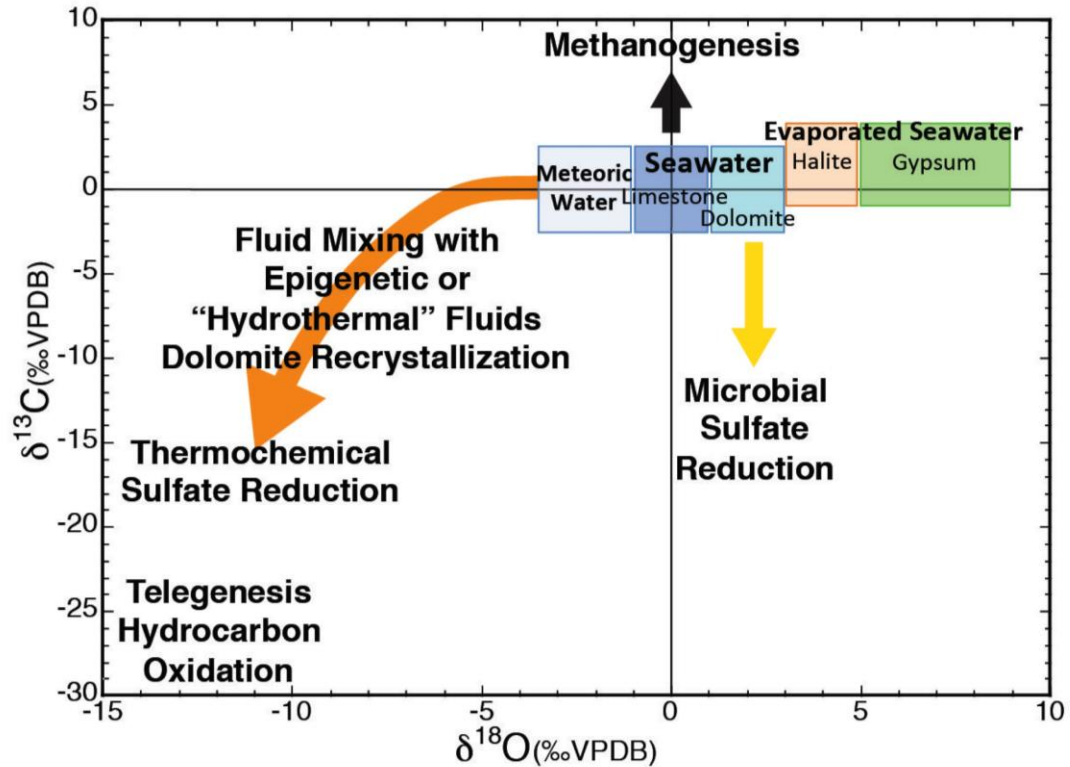 10
5
0
-5
-10
-15
-20
-25
-30
δ¹³C(‰VPDB)
Methanogenesis
Evaporated Seawater
Halite
Gypsum
Seawater
Limestone
Dolomite
Meteoric
Water
Fluid Mixing with
Epigenetic or
“Hydrothermal” Fluids
Dolomite Recrystallization
Microbial
Sulfate
Reduction
Thermochemical
Sulfate Reduction
Telegenesis
Hydrocarbon
Oxidation
-15
-10
-5
0
5
10
δ¹⁸O(‰VPDB)